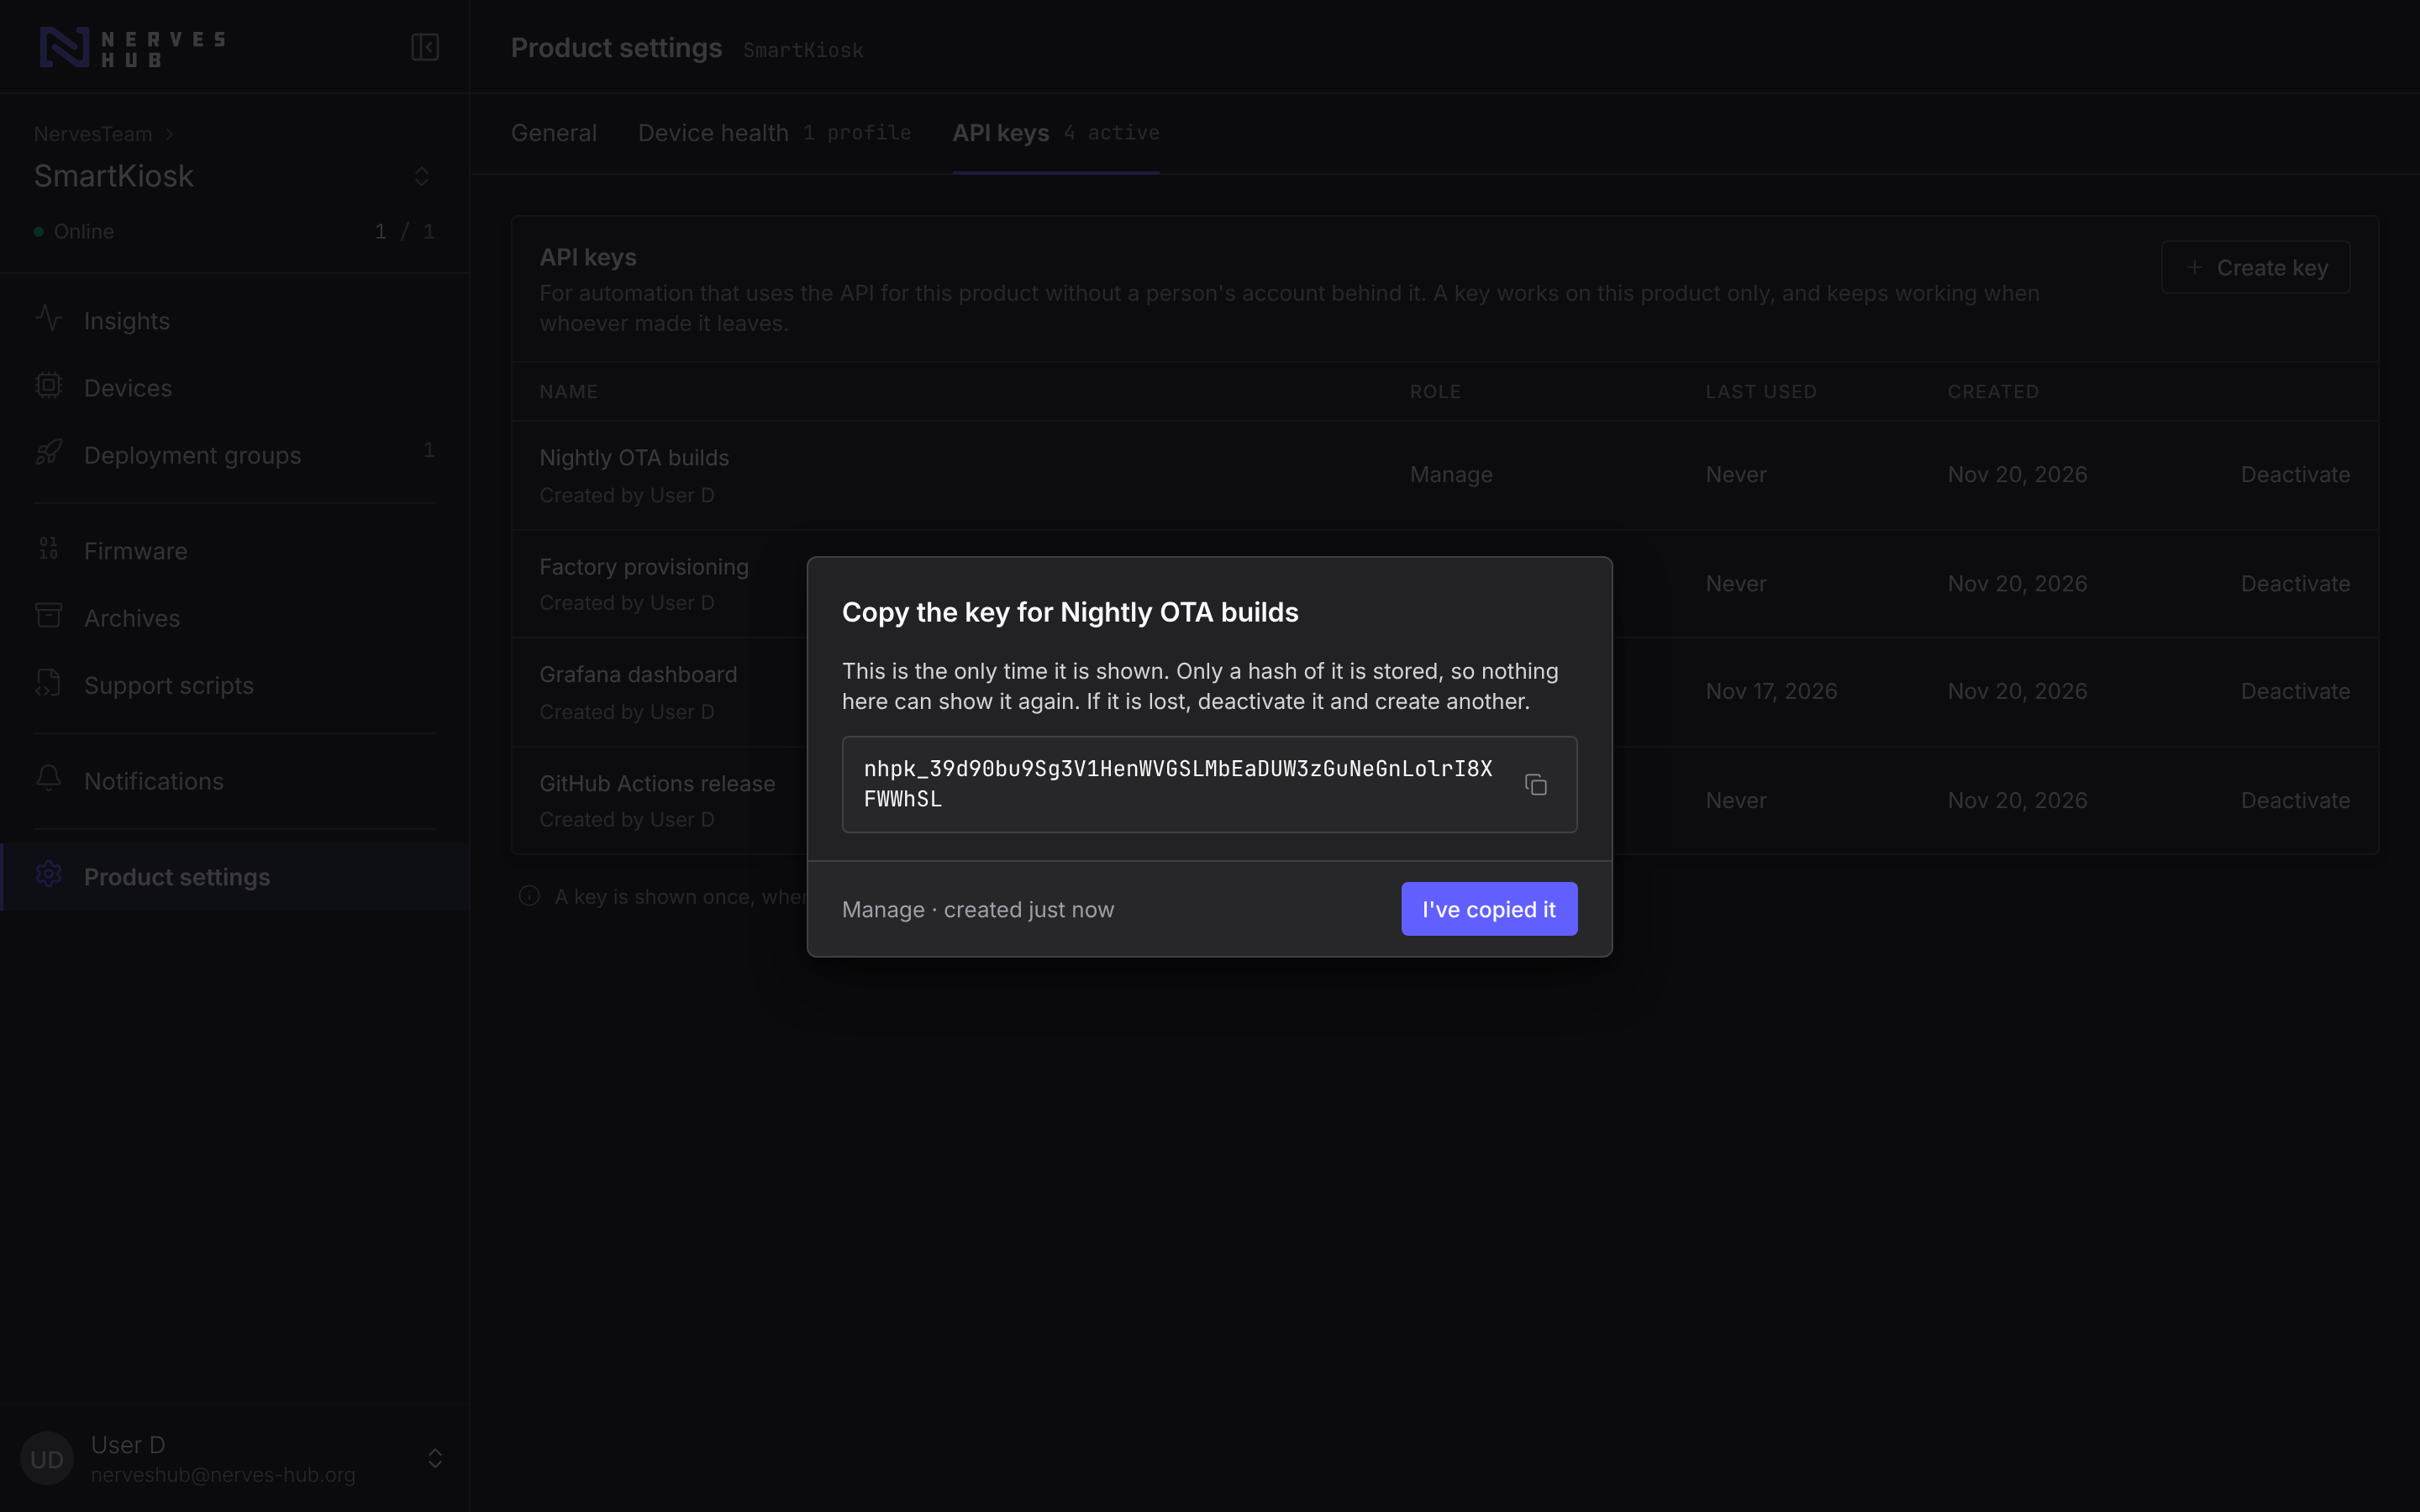 NERVES
HUB
NervesTeam
SmartKiosk
Online 1 / 1
Insights
Devices
Deployment groups 1
Firmware
Archives
Support scripts
Notifications
Product settings
UD
User D
nerveshub@nerves-hub.org
Product settings SmartKiosk
General Device health 1 profile API keys 4 active
API keys
For automation that uses the API for this product without a person's account behind it. A key works on this product only, and keeps working when
whoever made it leaves.
Create key
NAME ROLE LAST USED CREATED
Nightly OTA builds
Created by User D
Manage Never Nov 20, 2026 Deactivate
Factory provisioning
Created by User D
Never Nov 20, 2026 Deactivate
Grafana dashboard
Created by User D
Nov 17, 2026 Nov 20, 2026 Deactivate
GitHub Actions release
Created by User D
Never Nov 20, 2026 Deactivate
A key is shown once, when
Copy the key for Nightly OTA builds
This is the only time it is shown. Only a hash of it is stored, so nothing
here can show it again. If it is lost, deactivate it and create another.
nhpk_39d90bu9Sg3V1HenWVGSLMbEaDUW3zGuNeGnLolrI8X
FWWhSL
Manage · created just now
I've copied it